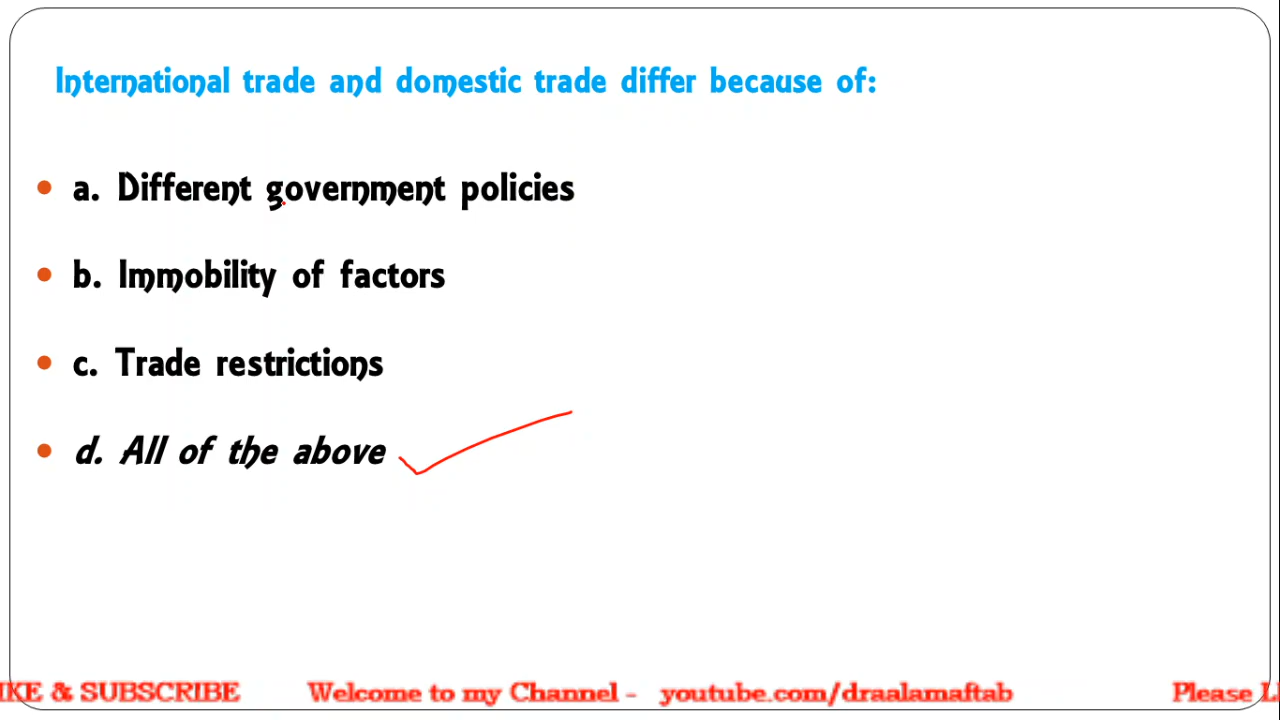 International trade and domestic trade differ because of:
a. Different government policies
b. Immobility of factors
c. Trade restrictions
d. All of the above
IKE & SUBSCRIBE Welcome to my Channel - youtube.com/draalamaftab Please LI